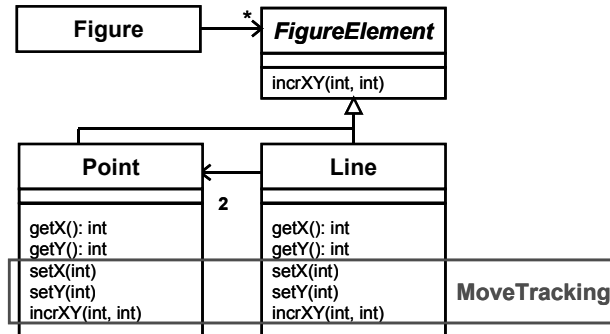 Figure
*
FigureElement
incrXY(int, int)
Point
2
Line
getX(): int
getY(): int
setX(int)
setY(int)
incrXY(int, int)
getX(): int
getY(): int
setX(int)
setY(int)
incrXY(int, int)
MoveTracking